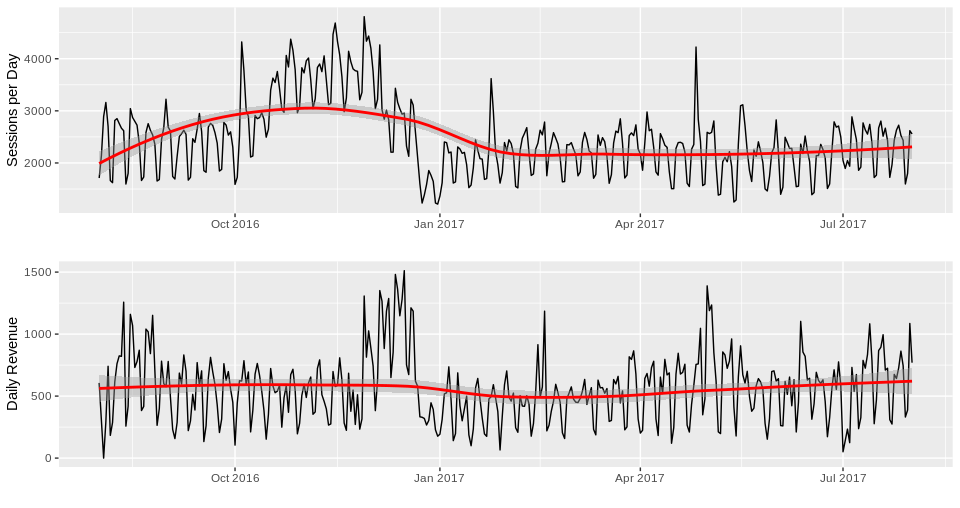 Sessions per Day
4000
3000
2000
Oct 2016
Jan 2017
Apr 2017
Jul 2017
Daily Revenue
1500
1000
500
0
Oct 2016
Jan 2017
Apr 2017
Jul 2017